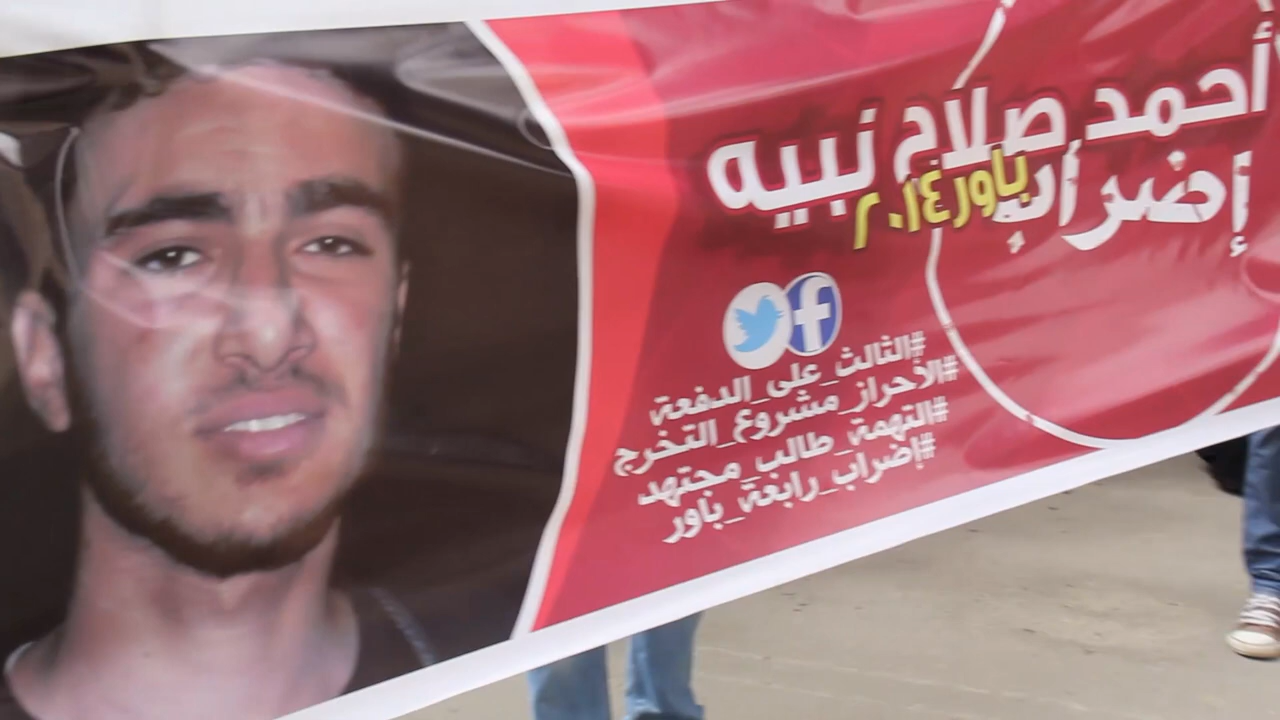 أحمد صلاح نبيه
إضراب
باور ٢٠١٤
#الثالث_على_الدفعة
#الأحراز_مشروع_التخرج
#التهمة_طالب_مجتهد
#إضراب_رابعة_باور